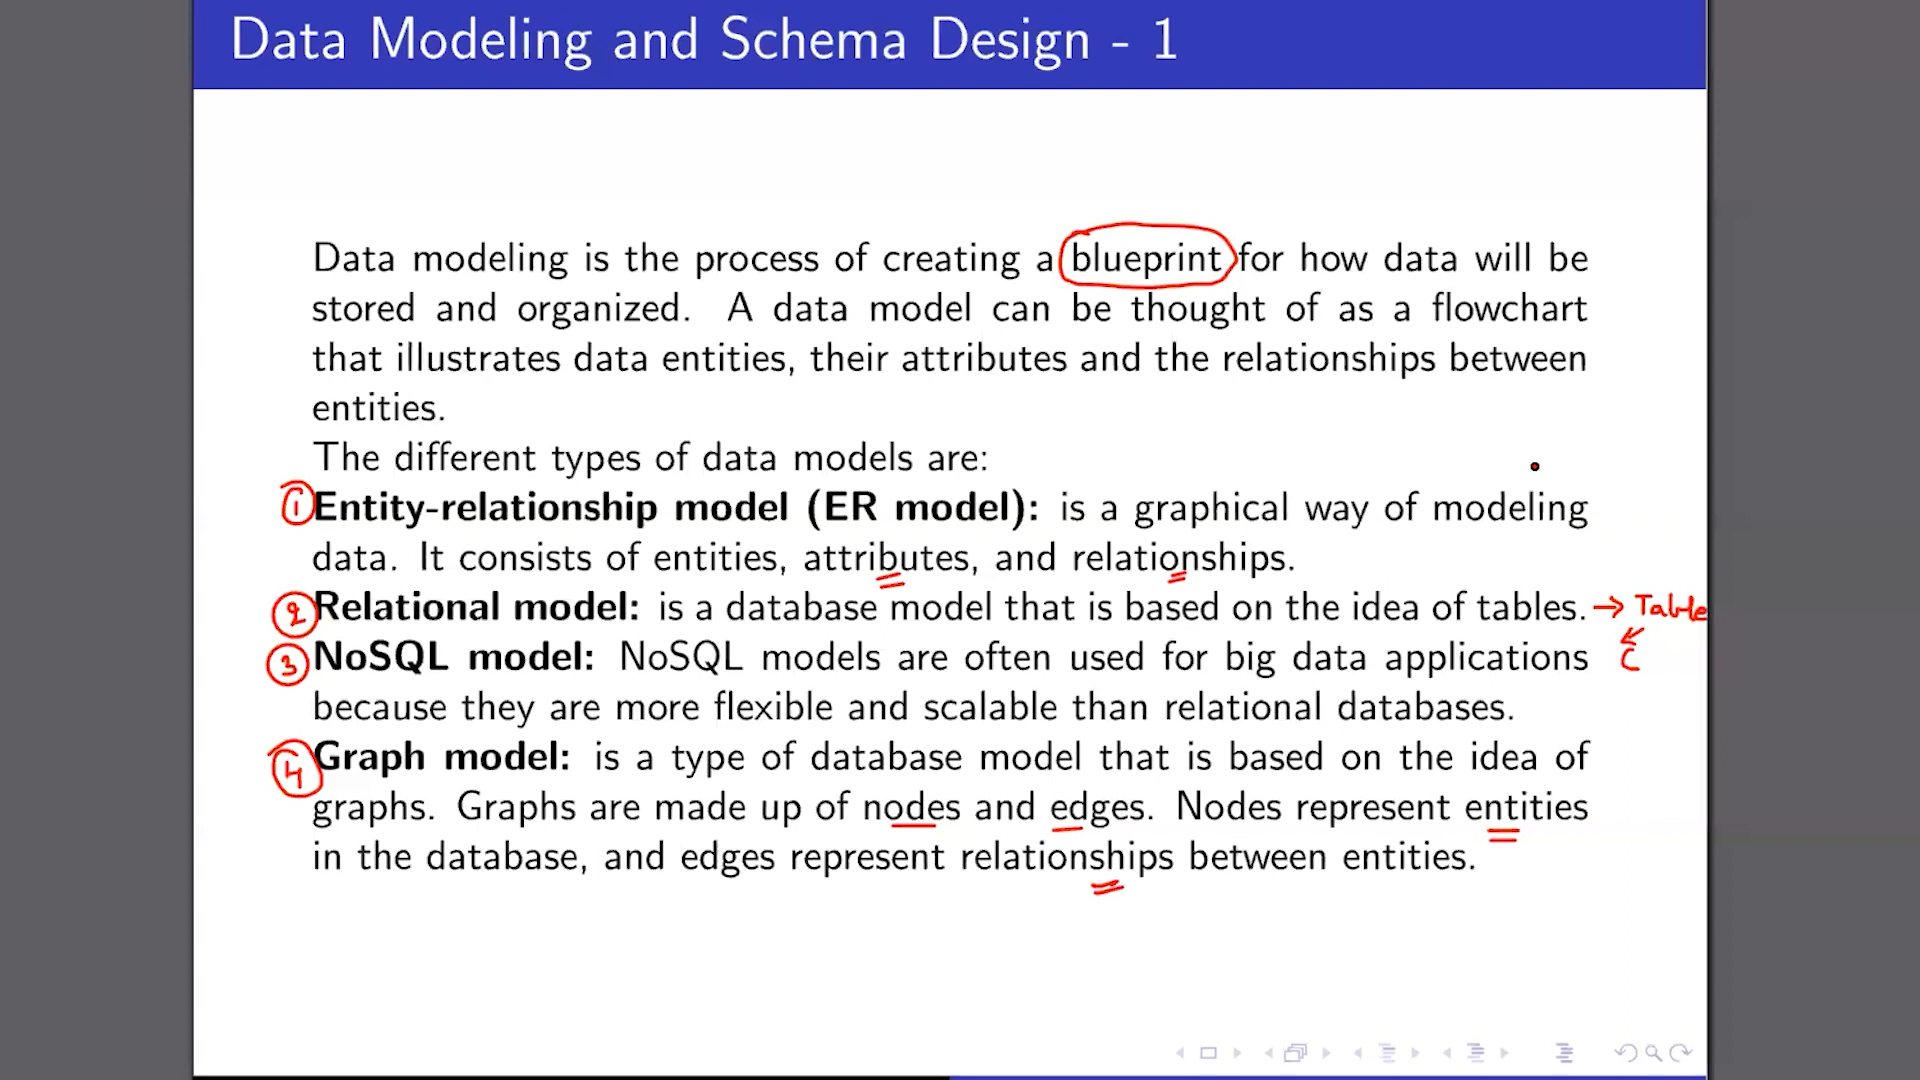 Data Modeling and Schema Design - 1
Data modeling is the process of creating a blueprint for how data will be
stored and organized. A data model can be thought of as a flowchart
that illustrates data entities, their attributes and the relationships between
entities.
The different types of data models are:
1 Entity-relationship model (ER model): is a graphical way of modeling
data. It consists of entities, attributes, and relationships.
2 Relational model: is a database model that is based on the idea of tables. → Table
3 NoSQL model: NoSQL models are often used for big data applications C
because they are more flexible and scalable than relational databases.
4 Graph model: is a type of database model that is based on the idea of
graphs. Graphs are made up of nodes and edges. Nodes represent entities
in the database, and edges represent relationships between entities.